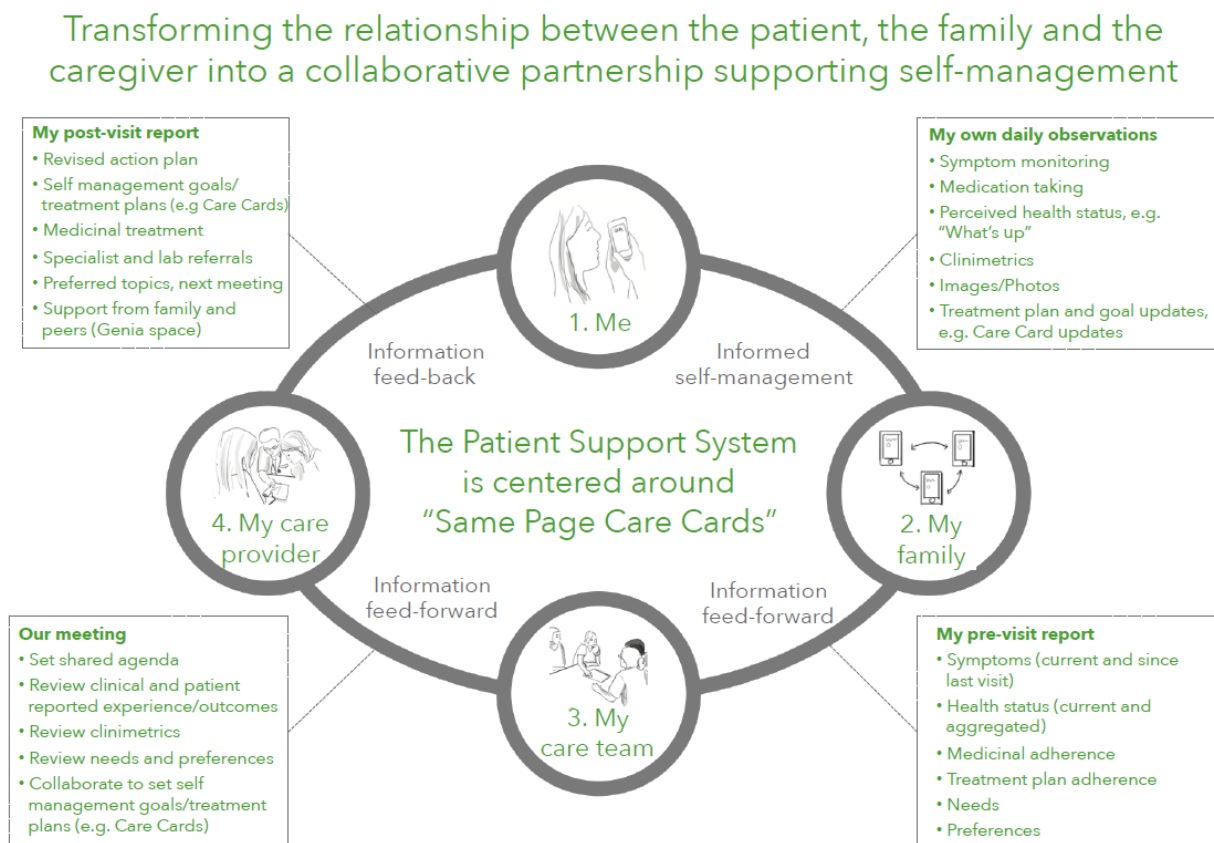 Transforming the relationship between the patient, the family and the
caregiver into a collaborative partnership supporting self-management
My post-visit report
• Revised action plan
• Self management goals/
treatment plans (e.g Care Cards)
• Medicinal treatment
• Specialist and lab referrals
• Preferred topics, next meeting
• Support from family and
peers (Genia space)
My own daily observations
• Symptom monitoring
• Medication taking
• Perceived health status, e.g.
“What’s up”
• Clinimetrics
• Images/Photos
• Treatment plan and goal updates,
e.g. Care Card updates
1. Me
Information
feed-back
Informed
self-management
The Patient Support System
is centered around
“Same Page Care Cards”
4. My care
provider
2. My
family
Information
feed-forward
Information
feed-forward
3. My
care team
Our meeting
• Set shared agenda
• Review clinical and patient
reported experience/outcomes
• Review clinimetrics
• Review needs and preferences
• Collaborate to set self
management goals/treatment
plans (e.g. Care Cards)
My pre-visit report
• Symptoms (current and since
last visit)
• Health status (current and
aggregated)
• Medicinal adherence
• Treatment plan adherence
• Needs
• Preferences